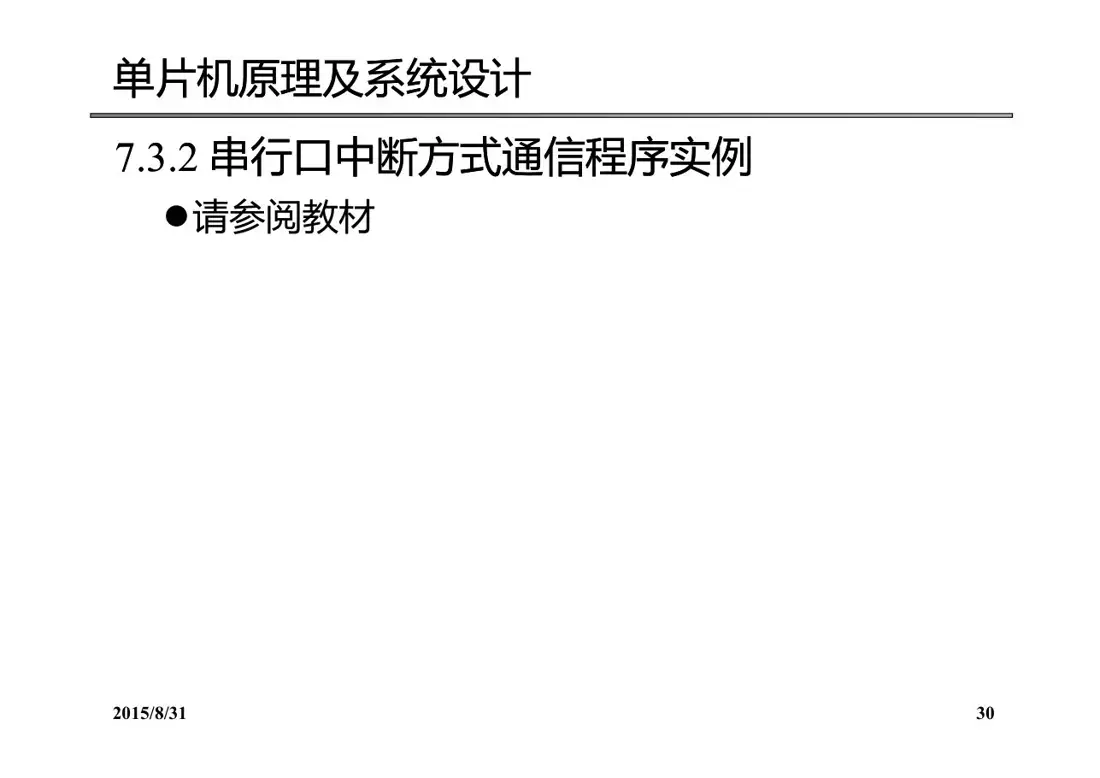 单片机原理及系统设计
7.3.2 串行口中断方式通信程序实例
●请参阅教材
2015/8/31
30